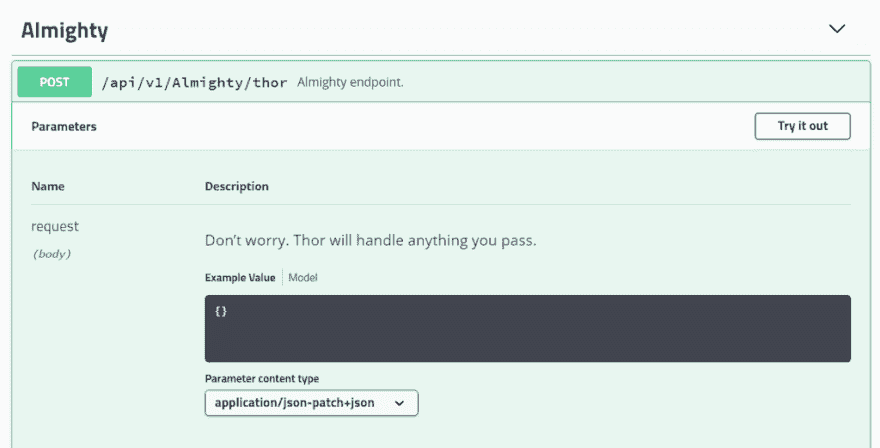 Almighty
POST /api/v1/Almighty/thor Almighty endpoint.
Parameters Try it out
Name Description
request
(body)
Don't worry. Thor will handle anything you pass.
Example Value Model
{}
Parameter content type
application/json-patch+json